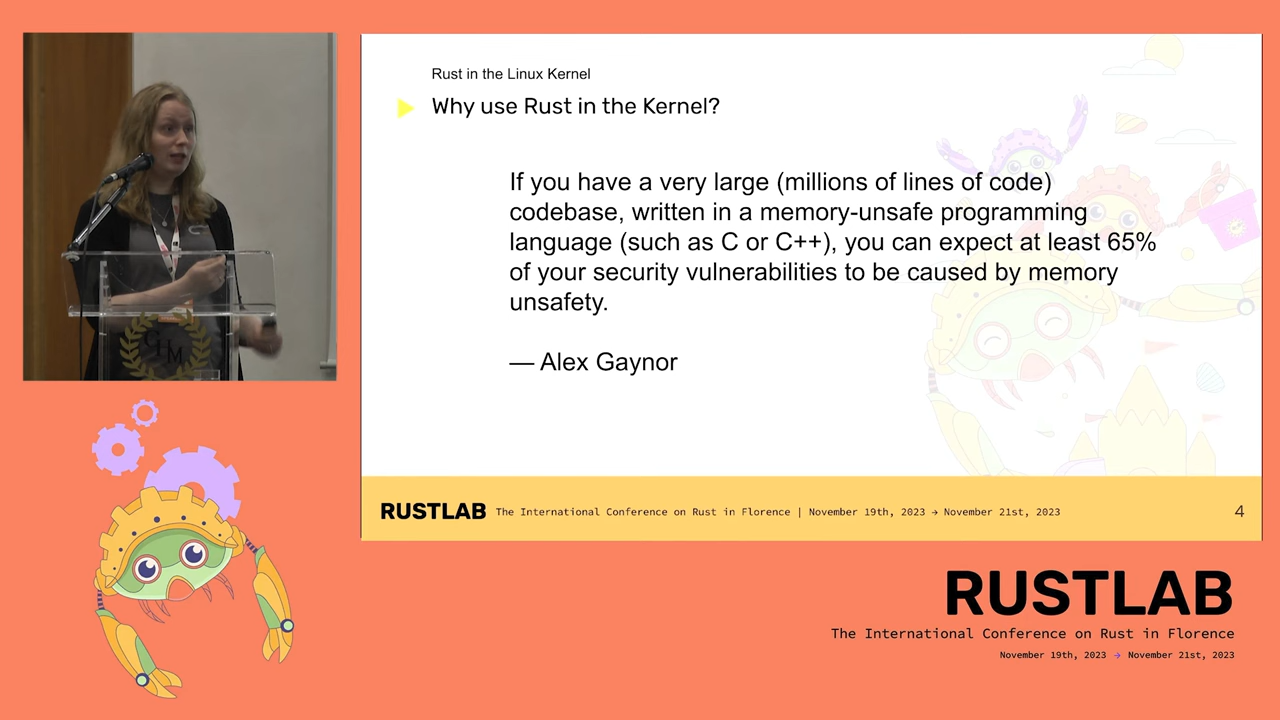 Rust in the Linux Kernel
Why use Rust in the Kernel?
If you have a very large (millions of lines of code)
codebase, written in a memory-unsafe programming
language (such as C or C++), you can expect at least 65%
of your security vulnerabilities to be caused by memory
unsafety.
— Alex Gaynor
RUSTLAB The International Conference on Rust in Florence | November 19th, 2023 → November 21st, 2023 4
GHM
RUSTLAB
The International Conference on Rust in Florence
November 19th, 2023 → November 21st, 2023